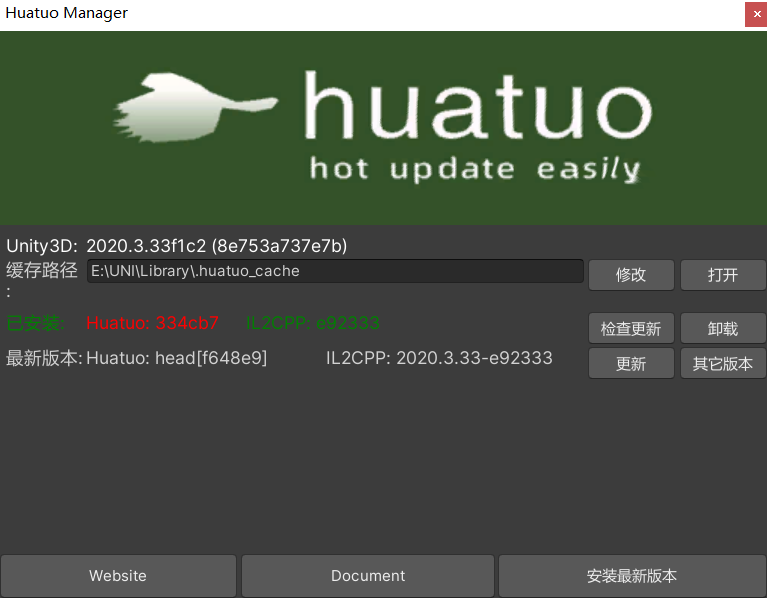 Huatuo Manager
huatuo
hot update easily
Unity3D: 2020.3.33f1c2 (8e753a737e7b)
缓存路径: E:\UNI\Library\.huatuo_cache 修改 打开
已安装: Huatuo: 334cb7 IL2CPP: e92333 检查更新 卸载
最新版本: Huatuo: head[f648e9] IL2CPP: 2020.3.33-e92333 更新 其它版本
Website Document 安装最新版本